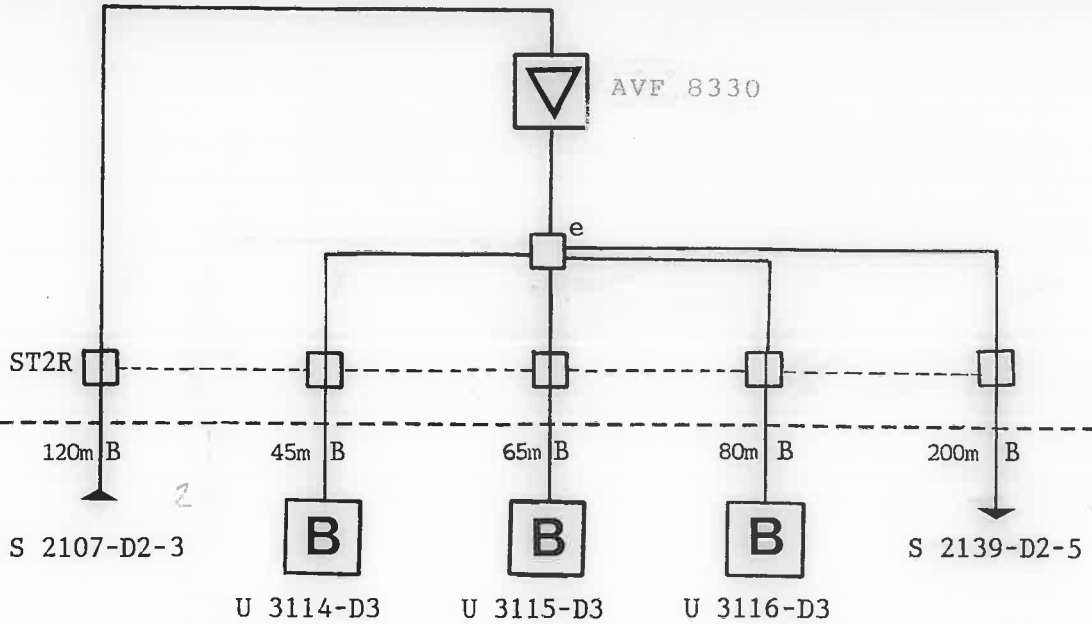 AVF 8330
e
ST2R
120m B 45m B 65m B 80m B 200m B
2
B B B
S 2107-D2-3 S 2139-D2-5
U 3114-D3 U 3115-D3 U 3116-D3